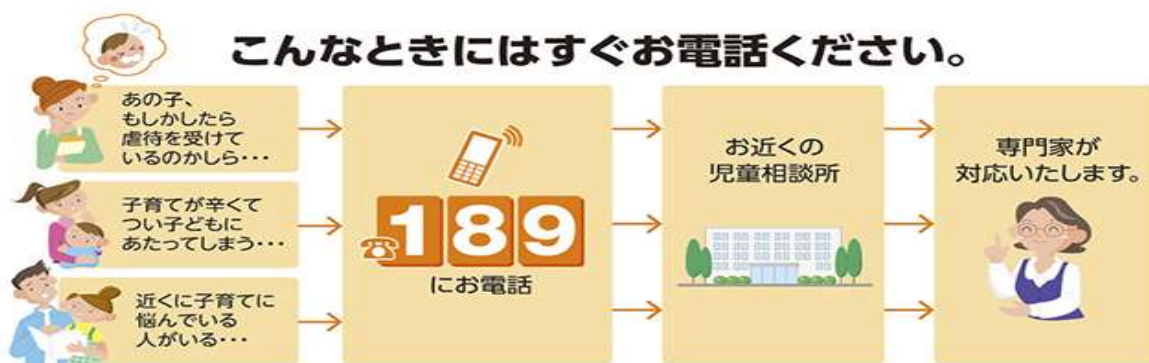 こんなときにはすぐお電話ください。
あの子、
もしかしたら
虐待を受けて
いるのかしら・・・
子育てが辛くて
つい子どもに
あたってしまう・・・
近くに子育てに
悩んでいる
人がいる・・・
189
にお電話
お近くの
児童相談所
専門家が
対応いたします。